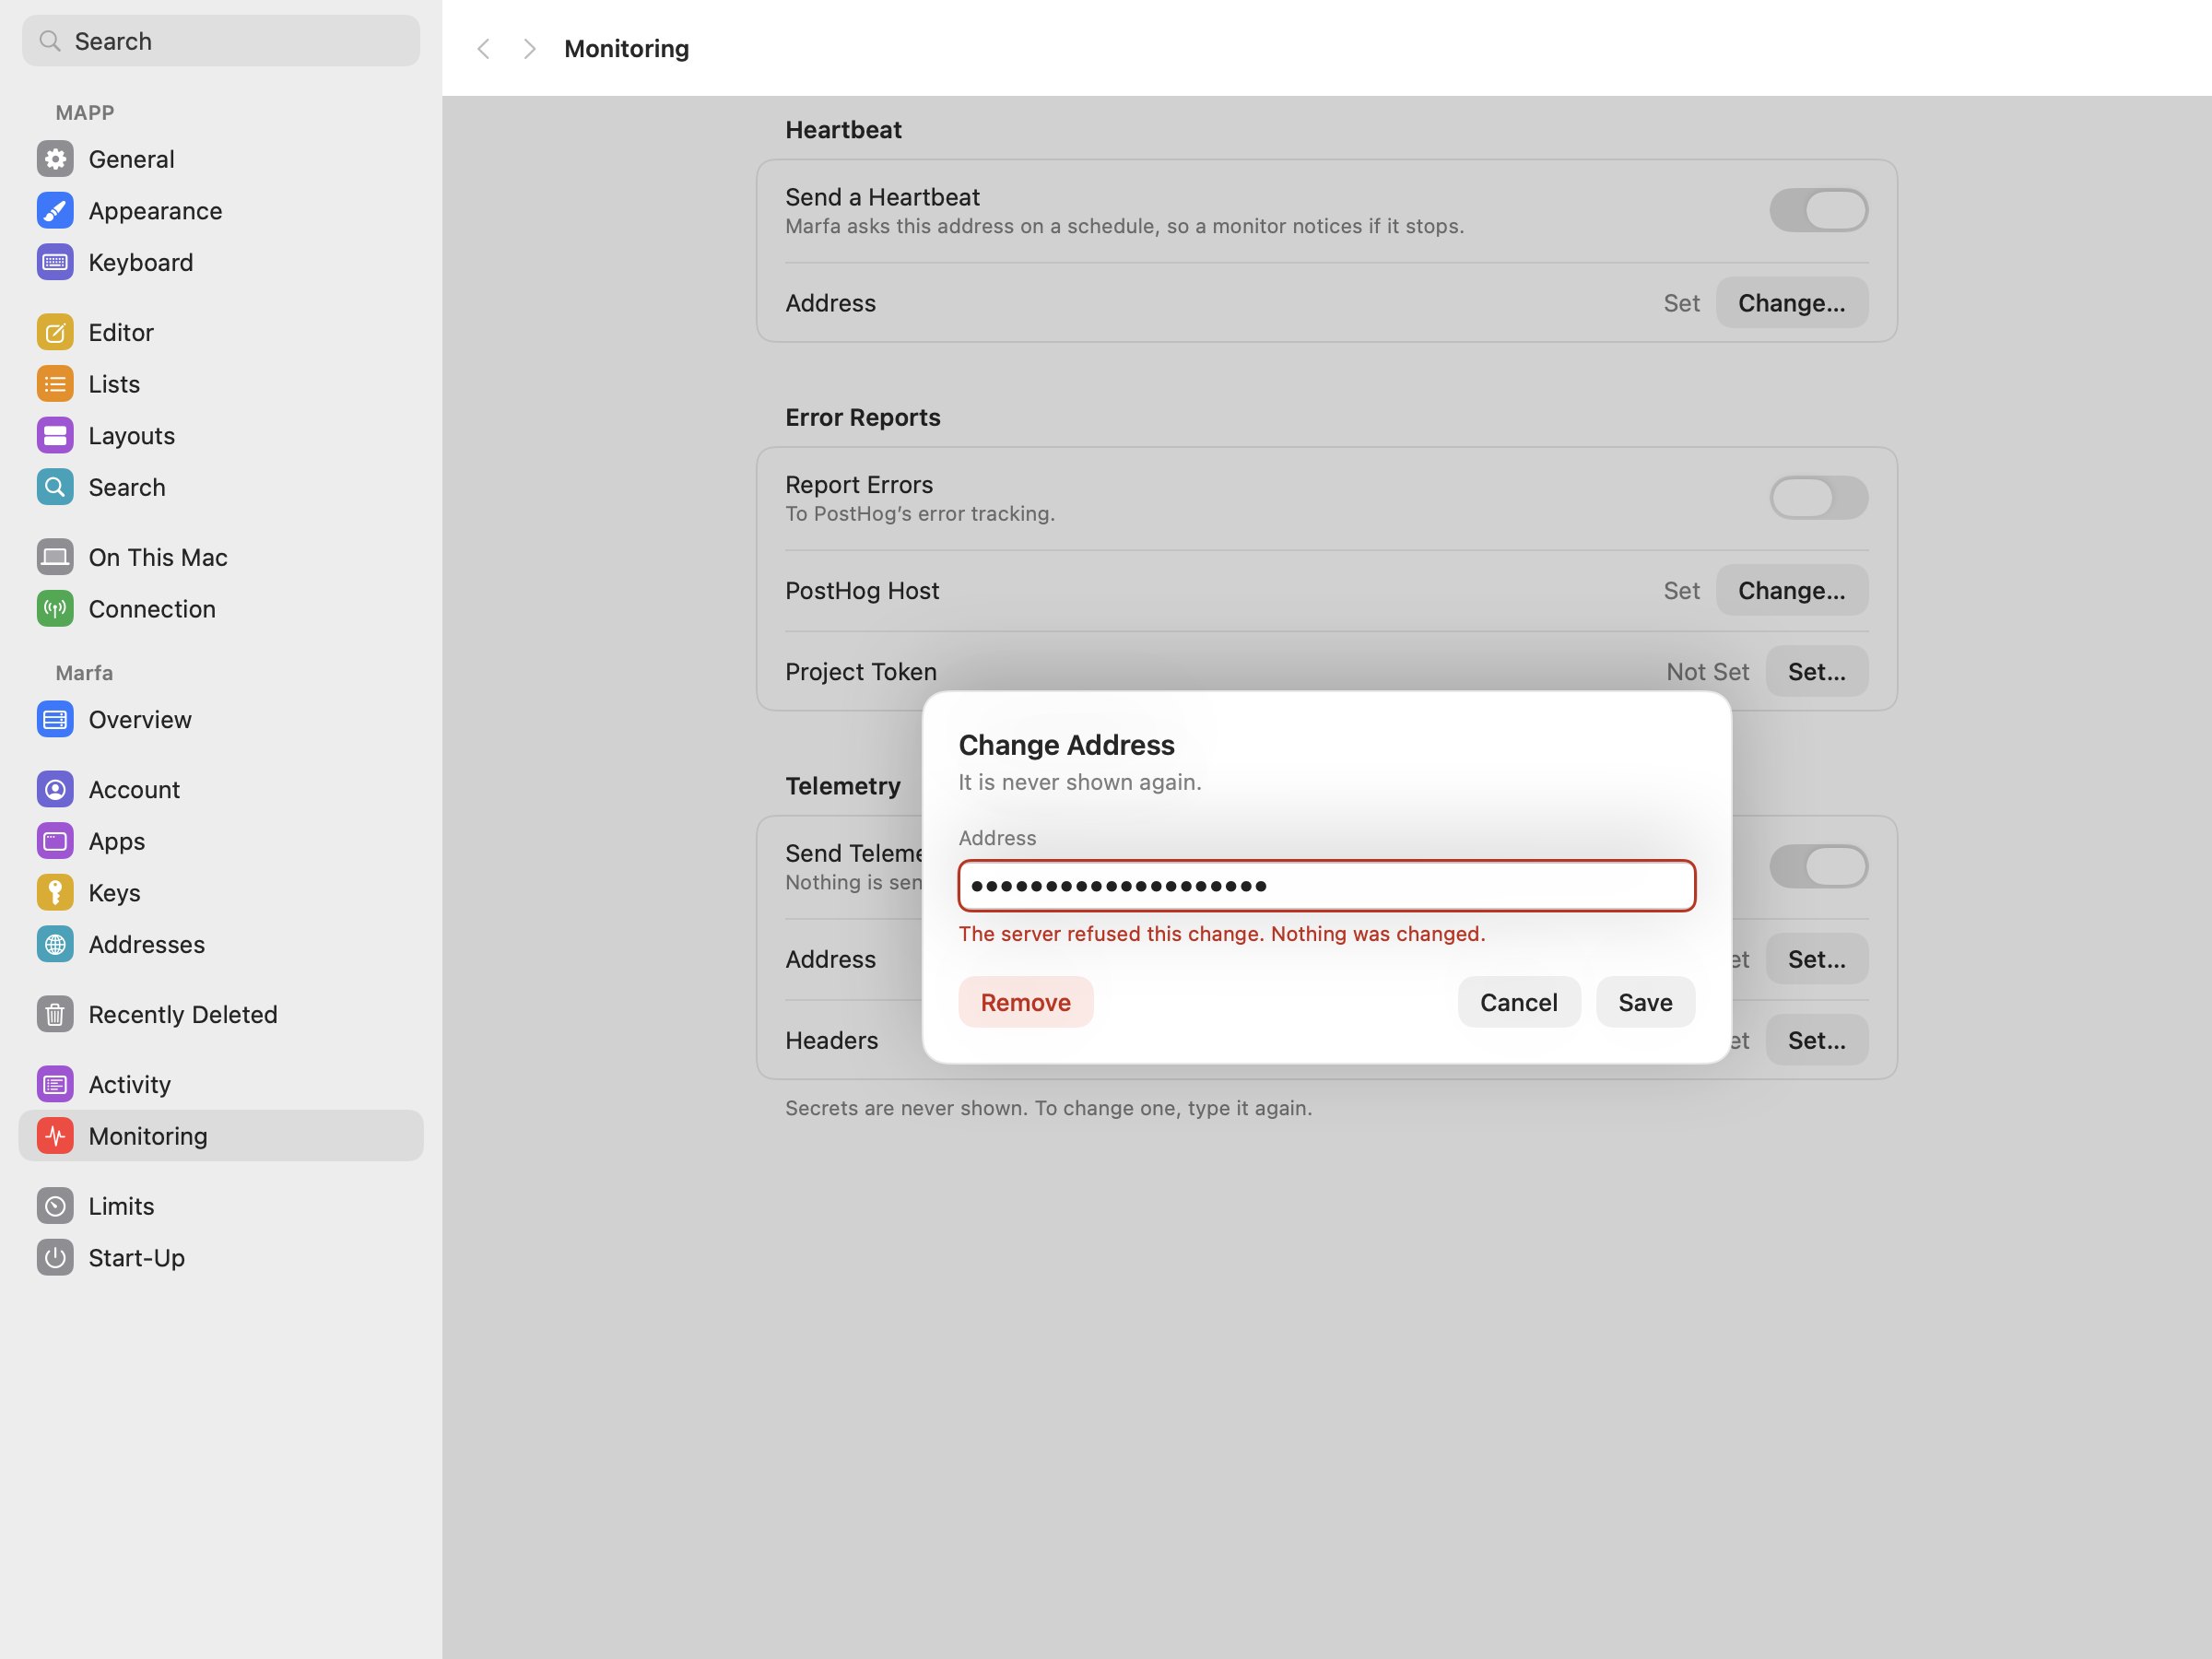 Search
MAPP
General
Appearance
Keyboard
Editor
Lists
Layouts
Search
On This Mac
Connection
Marfa
Overview
Account
Apps
Keys
Addresses
Recently Deleted
Activity
Monitoring
Limits
Start-Up
Monitoring
Heartbeat
Send a Heartbeat
Marfa asks this address on a schedule, so a monitor notices if it stops.
Address Set Change...
Error Reports
Report Errors
To PostHog’s error tracking.
PostHog Host Set Change...
Project Token Not Set Set...
Telemetry
Send
Nothing is
Address Set...
Headers Set...
Secrets are never shown. To change one, type it again.
Change Address
It is never shown again.
Address
••••••••••••••••••••
The server refused this change. Nothing was changed.
Remove Cancel Save